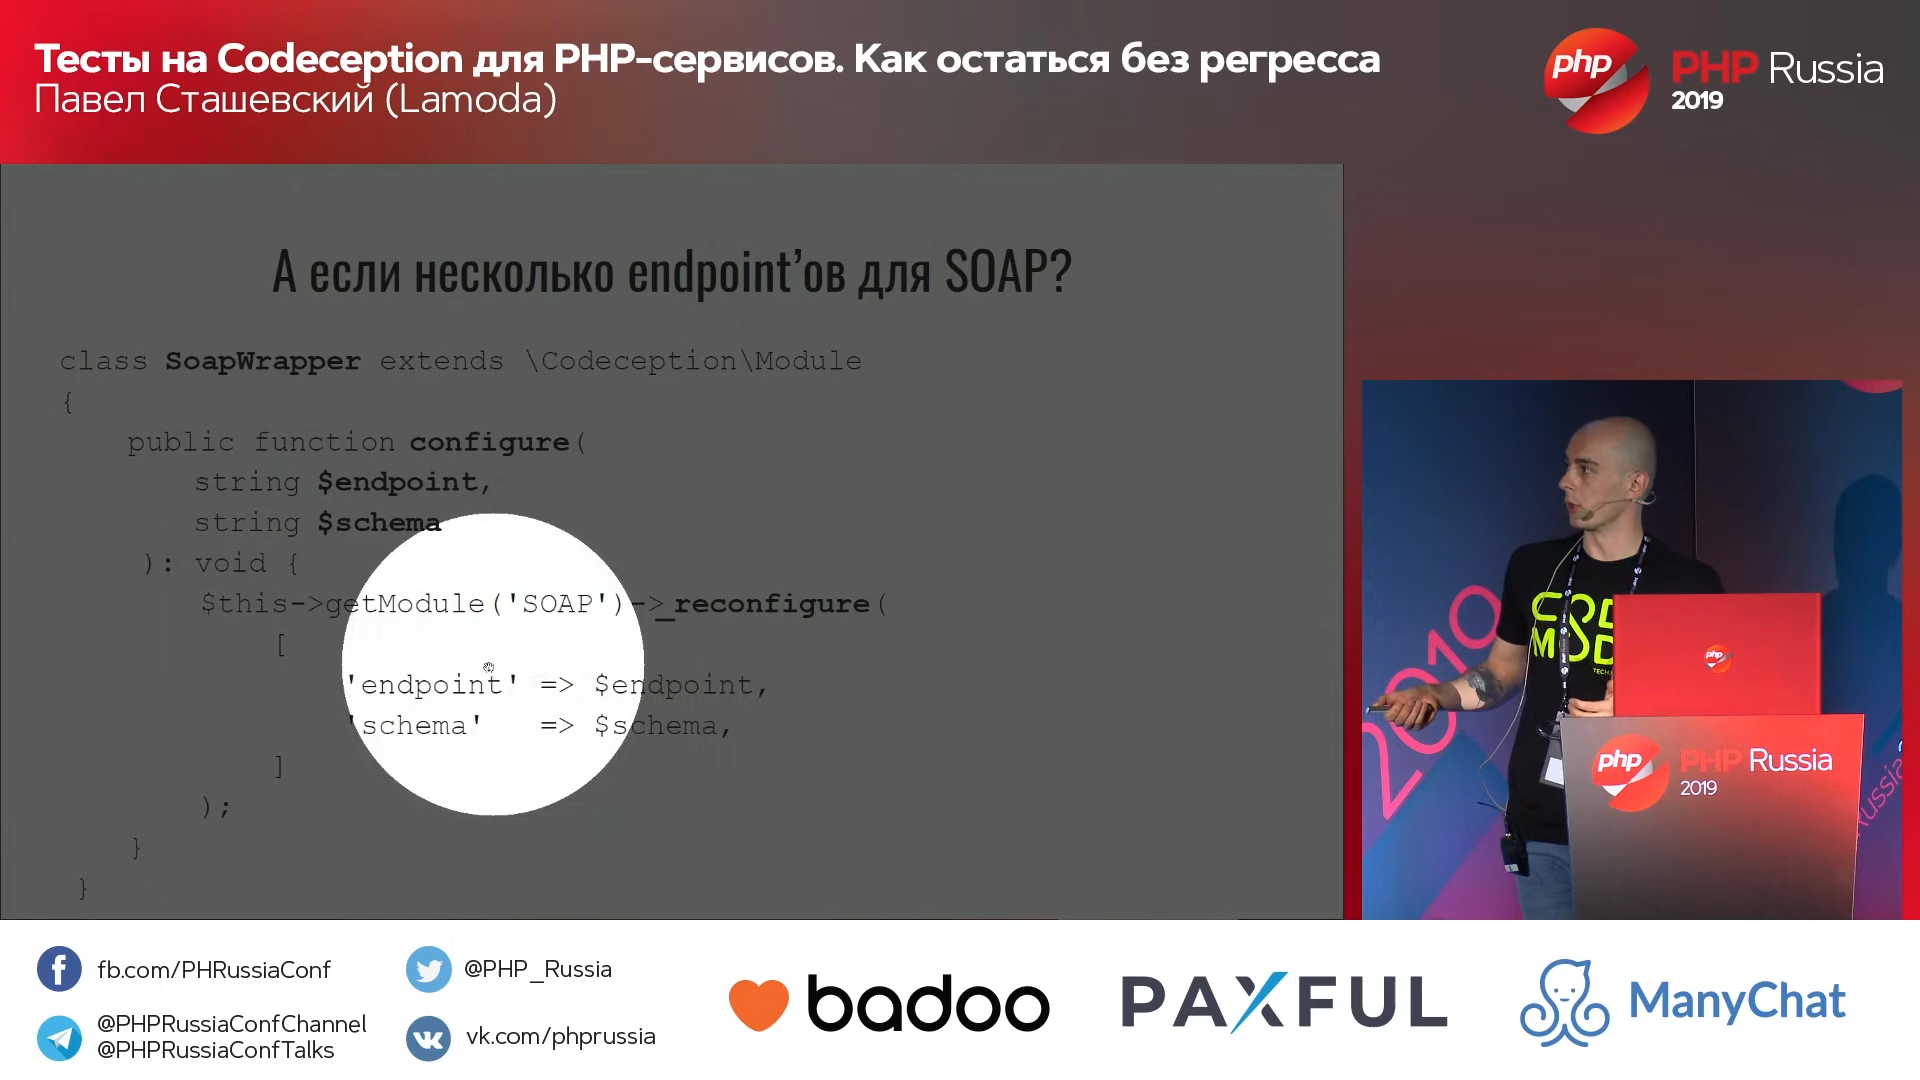 Тесты на Codeception для PHP-сервисов. Как остаться без регресса
Павел Сташевский (Lamoda)
php
PHP Russia
2019
А если несколько endpoint’ов для SOAP?
class SoapWrapper extends \Codeception\Module
{
public function configure(
string $endpoint,
string $schema
): void {
$this->getModule('SOAP')->_reconfigure(
[
'endpoint' => $endpoint,
'schema' => $schema,
]
);
}
}
2010
php
php
PHP Russia
2019
Russia
fb.com/PHRussiaConf
@PHP_Russia
@PHPRussiaConfChannel
@PHPRussiaConfTalks
vk.com/phprussia
badoo
PAXFUL
ManyChat